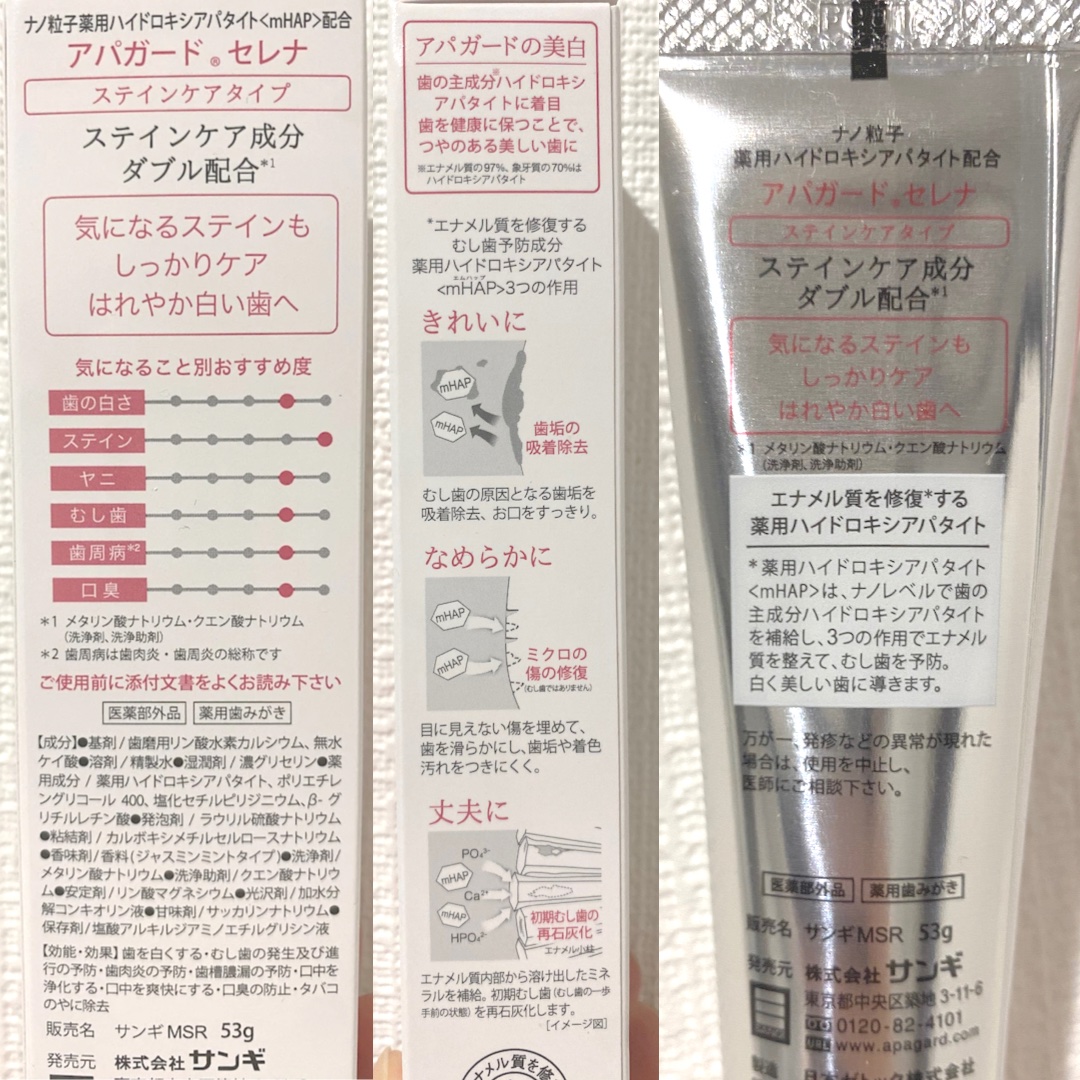 ナノ粒子薬用ハイドロキシアパタイト<mHAP>配合
アパガード®セレナ
ステインケアタイプ
ステインケア成分
ダブル配合*1
気になるステインも
しっかりケア
はれやか白い歯へ
気になること別おすすめ度
歯の白さ
ステイン
ヤニ
むし歯
歯周病*2
口臭
*1 メタリン酸ナトリウム・クエン酸ナトリウム
(洗浄剤、洗浄助剤)
*2 歯周病は歯肉炎・歯周炎の総称です
ご使用前に添付文書をよくお読み下さい
医薬部外品 薬用歯みがき
【成分】●基剤/歯磨用リン酸水素カルシウム、無水
ケイ酸●溶剤/精製水●湿潤剤/濃グリセリン●薬
用成分/薬用ハイドロキシアパタイト、ポリエチレ
ングリコール 400、塩化セチルピリジニウム、β-グ
リチルレチン酸●発泡剤/ラウリル硫酸ナトリウム
●粘結剤/カルボキシメチルセルロースナトリウム
●香味剤/香料(ジャスミンミントタイプ)●洗浄剤/
メタリン酸ナトリウム●洗浄助剤/クエン酸ナトリウ
ム●安定剤/リン酸マグネシウム●光沢剤/加水分
解コンキオリン液●甘味剤/サッカリンナトリウム●
保存剤/塩酸アルキルジアミノエチルグリシン液
【効能・効果】歯を白くする・むし歯の発生及び進
行の予防・歯肉炎の予防・歯槽膿漏の予防・口中を
浄化する・口中を爽快にする・口臭の防止・タバコ
のやに除去
販売名 サンギMSR 53g
発売元 株式会社 サンギ
アパガードの美白
歯の主成分※ハイドロキシ
アパタイトに着目
歯を健康に保つことで、
つやのある美しい歯に
※エナメル質の97%、象牙質の70%は
ハイドロキシアパタイト
*エナメル質を修復する
むし歯予防成分
薬用ハイドロキシアパタイト
エムハップ
<mHAP>3つの作用
きれいに
mHAP
mHAP
歯垢の
吸着除去
むし歯の原因となる歯垢を
吸着除去、お口をすっきり。
なめらかに
mHAP
mHAP
ミクロの
傷の修復
(むし歯ではありません)
目に見えない傷を埋めて、
歯を滑らかにし、歯垢や着色
汚れをつきにくく。
丈夫に
PO₄³⁻
mHAP
Ca²⁺
mHAP
HPO₄²⁻
初期むし歯の
再石灰化
エナメル小柱
エナメル質内部から溶け出したミネ
ラルを補給。初期むし歯(むし歯の一歩
手前の状態)を再石灰化します。
[イメージ図]
ナノ粒子
薬用ハイドロキシアパタイト配合
アパガード®セレナ
ステインケアタイプ
ステインケア成分
ダブル配合*1
気になるステインも
しっかりケア
はれやか白い歯へ
*1 メタリン酸ナトリウム・クエン酸ナトリウム
(洗浄剤、洗浄助剤)
エナメル質を修復*する
薬用ハイドロキシアパタイト
*薬用ハイドロキシアパタイト
<mHAP>は、ナノレベルで歯の
主成分ハイドロキシアパタイト
を補給し、3つの作用でエナメル
質を整えて、むし歯を予防。
白く美しい歯に導きます。
万が一、発疹などの異常が現れた
場合は、使用を中止し、
医師にご相談下さい。
医薬部外品 薬用歯みがき
販売名 サンギMSR 53g
発売元 株式会社 サンギ
東京都中央区築地 3-11-6
0120-82-4101
URL www.apagard.com